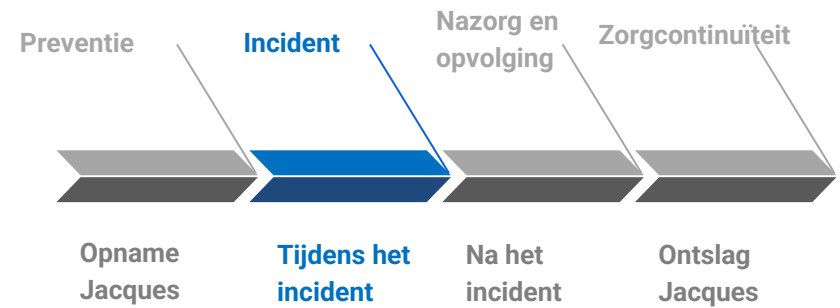 Preventie
Incident
Nazorg en
opvolging
Zorgcontinuïteit
Opname
Jacques
Tijdens het
incident
Na het
incident
Ontslag
Jacques